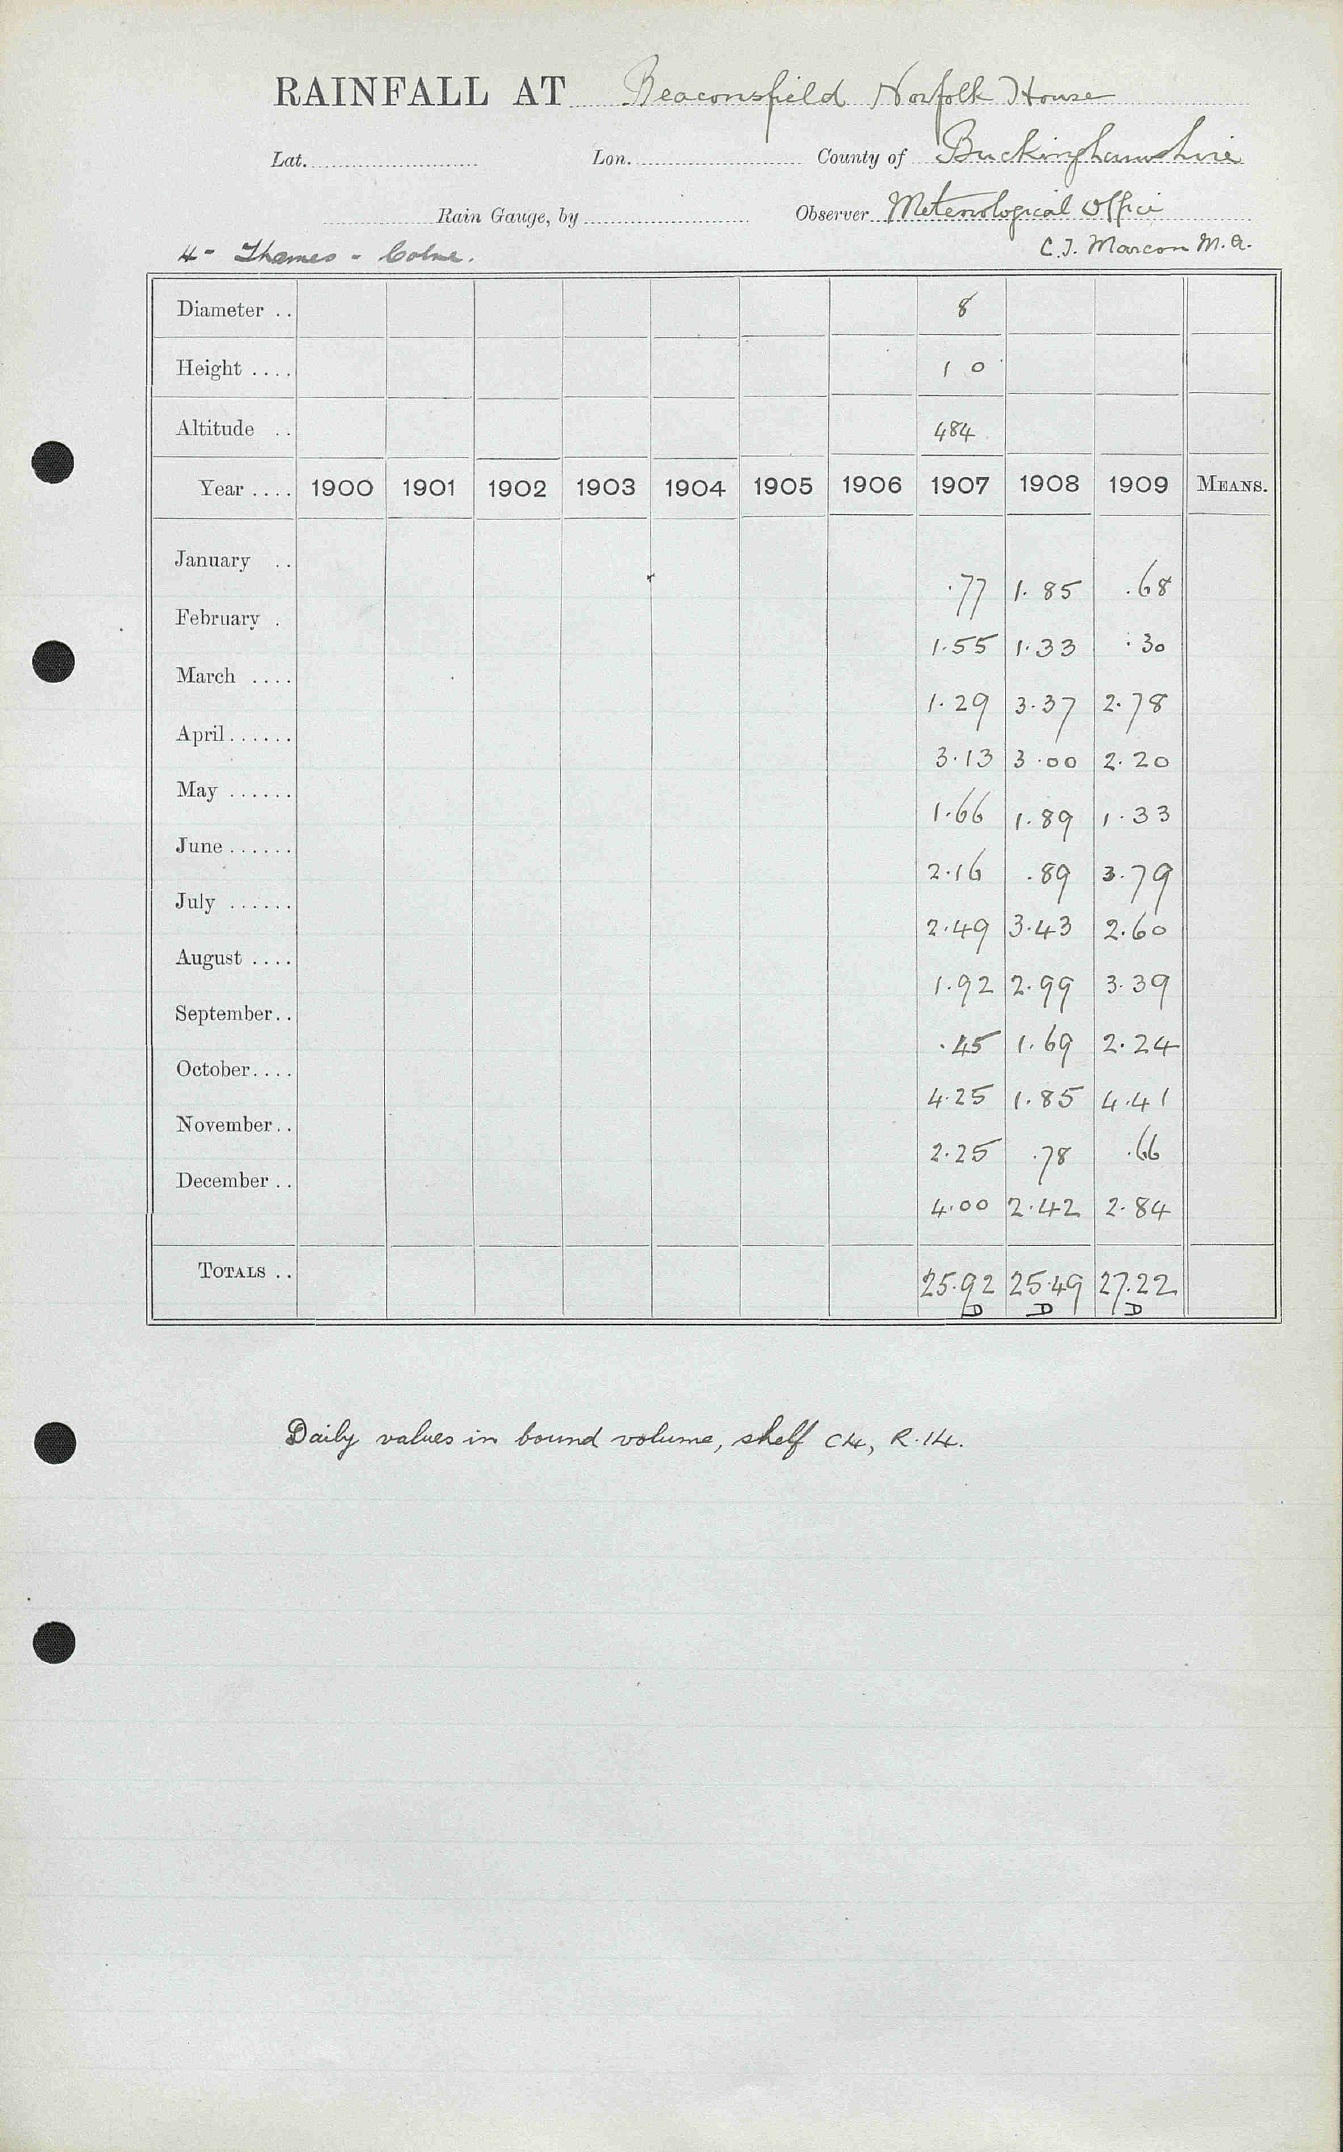 RAINFALL AT Beaconsfield Norfolk House
Lat. Lon. County of Buckinghamshire
Rain Gauge, by Observer Meteorological Office
4 - Thames - Colne. C.J. Marcon M.A.
Diameter .. 8
Height .... 1 0
Altitude .. 484
Year .... 1900 1901 1902 1903 1904 1905 1906 1907 1908 1909 MEANS.
January .. .77 1.85 .68
February . 1.55 1.33 .30
March .... 1.29 3.37 2.78
April...... 3.13 3.00 2.20
May ...... 1.66 1.89 1.33
June...... 2.16 .89 3.79
July ...... 2.49 3.43 2.60
August .... 1.92 2.99 3.39
September.. .45 1.69 2.24
October.... 4.25 1.85 4.41
November.. 2.25 .78 .66
December .. 4.00 2.42 2.84
TOTALS .. 25.92 25.49 27.22
D D D
Daily values in bound volume, shelf C4, R.14.